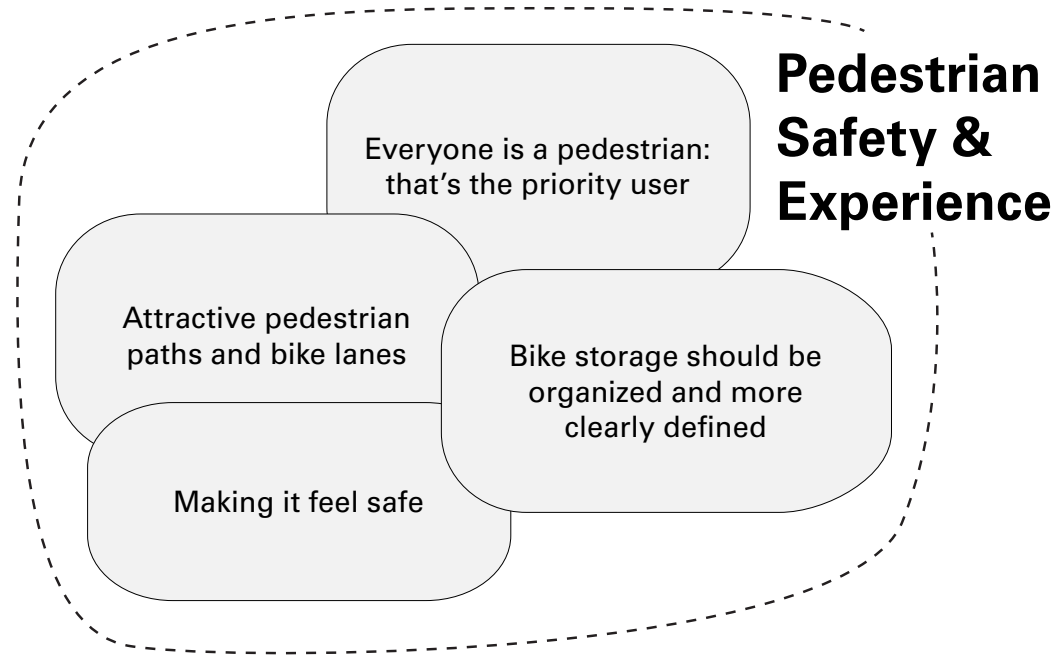 Pedestrian
Safety &
Experience
Everyone is a pedestrian:
that's the priority user
Attractive pedestrian
paths and bike lanes
Bike storage should be
organized and more
clearly defined
Making it feel safe